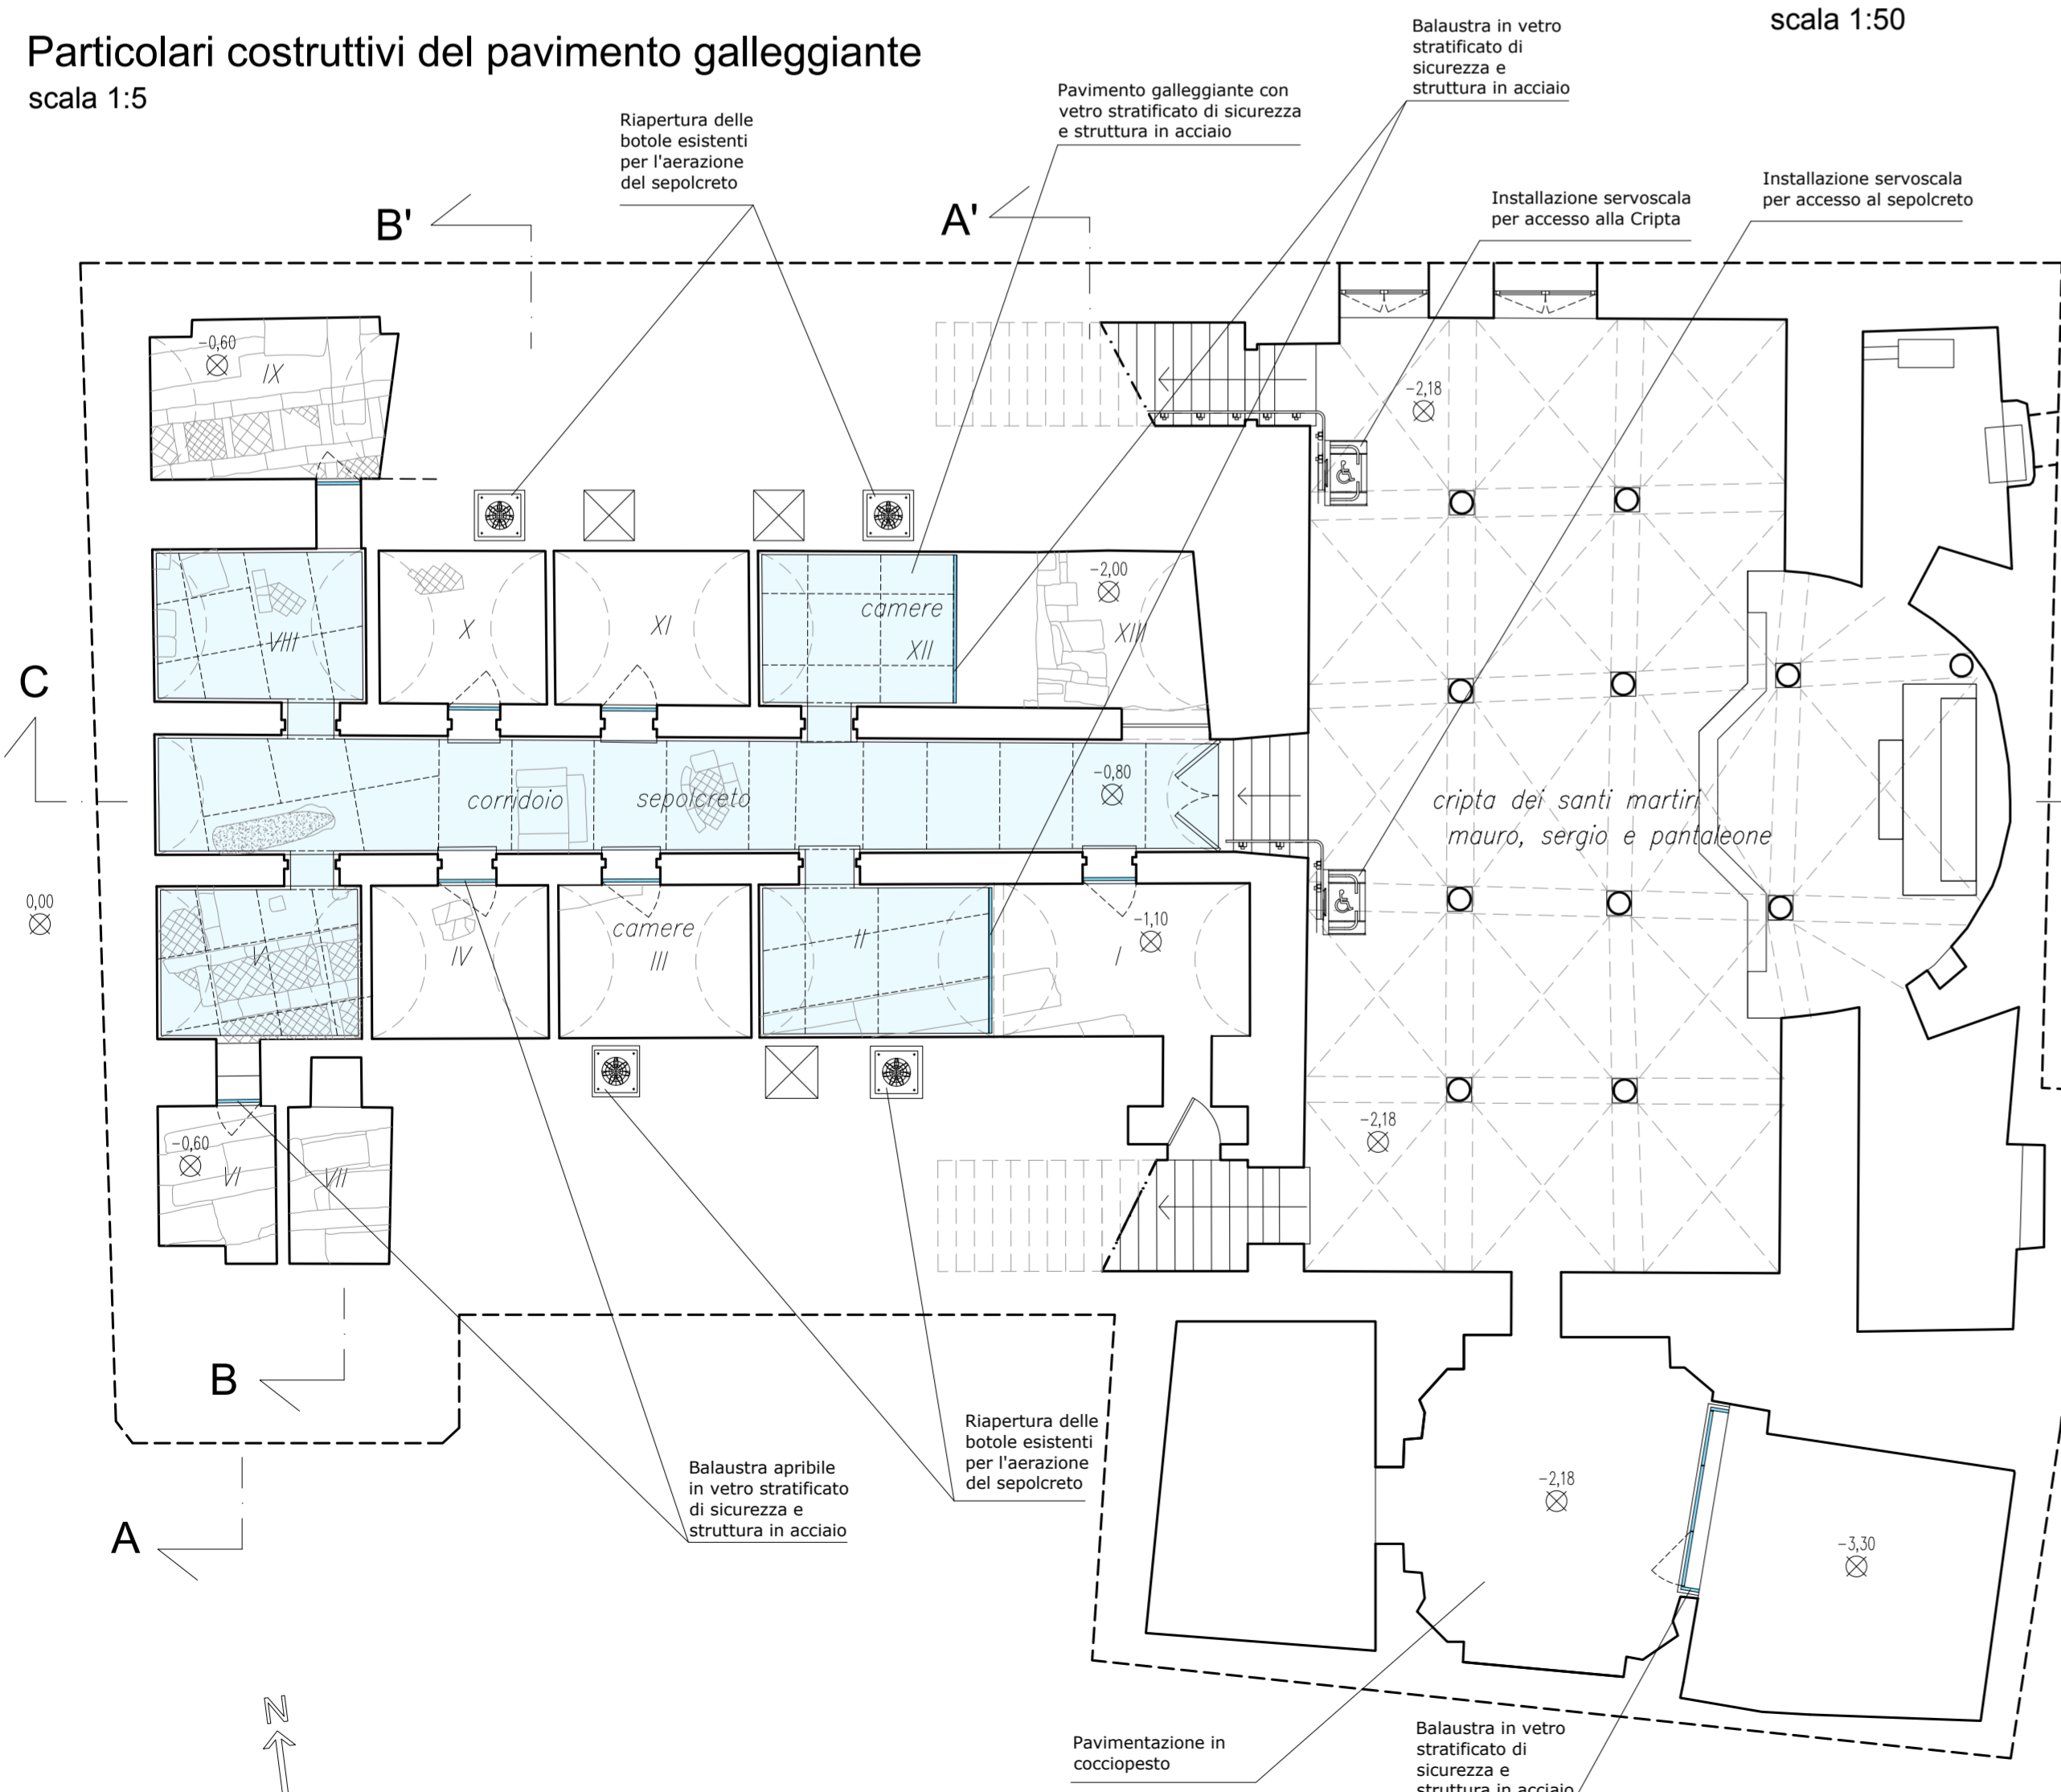 scala 1:50
Particolari costruttivi del pavimento galleggiante
scala 1:5
Riapertura delle
botole esistenti
per l'aerazione
del sepolcreto
Pavimento galleggiante con
vetro stratificato di sicurezza
e struttura in acciaio
Balaustra in vetro
stratificato di
sicurezza e
struttura in acciaio
Installazione servoscala
per accesso alla Cripta
Installazione servoscala
per accesso al sepolcreto
B'
A'
-0,60
IX
-2,18
-2,00
camere
VIII
X
XI
XII
XIII
C
-0,80
corridoio
sepolcreto
cripta dei santi martiri
mauro, sergio e pantaleone
0,00
-1,10
camere
V
IV
III
II
I
-2,18
-0,60
VI
VII
B
A
Balaustra apribile
in vetro stratificato
di sicurezza e
struttura in acciaio
Riapertura delle
botole esistenti
per l'aerazione
del sepolcreto
-2,18
-3,30
N
Pavimentazione in
cocciopesto
Balaustra in vetro
stratificato di
sicurezza e
struttura in acciaio